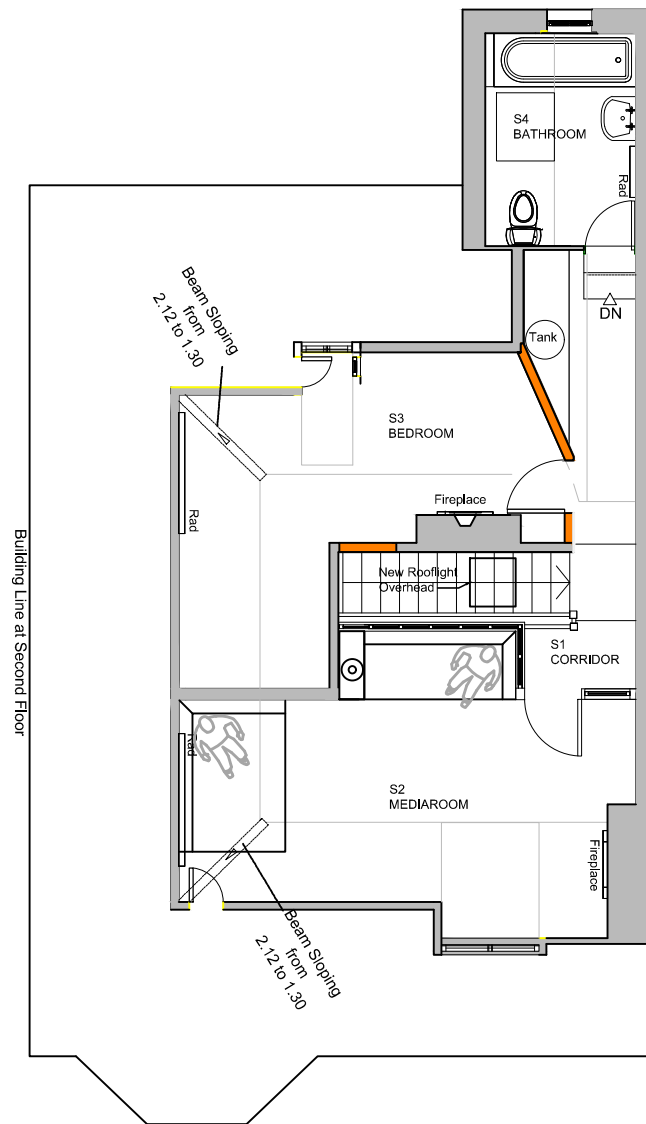 S4
BATHROOM
Rad
DN
Tank
Beam Sloping
from
2.12 to 1.30
S3
BEDROOM
Rad
Fireplace
New Rooflight
Overhead
S1
CORRIDOR
Building Line at Second Floor
Rad
S2
MEDIAROOM
Fireplace
Beam Sloping
from
2.12 to 1.30